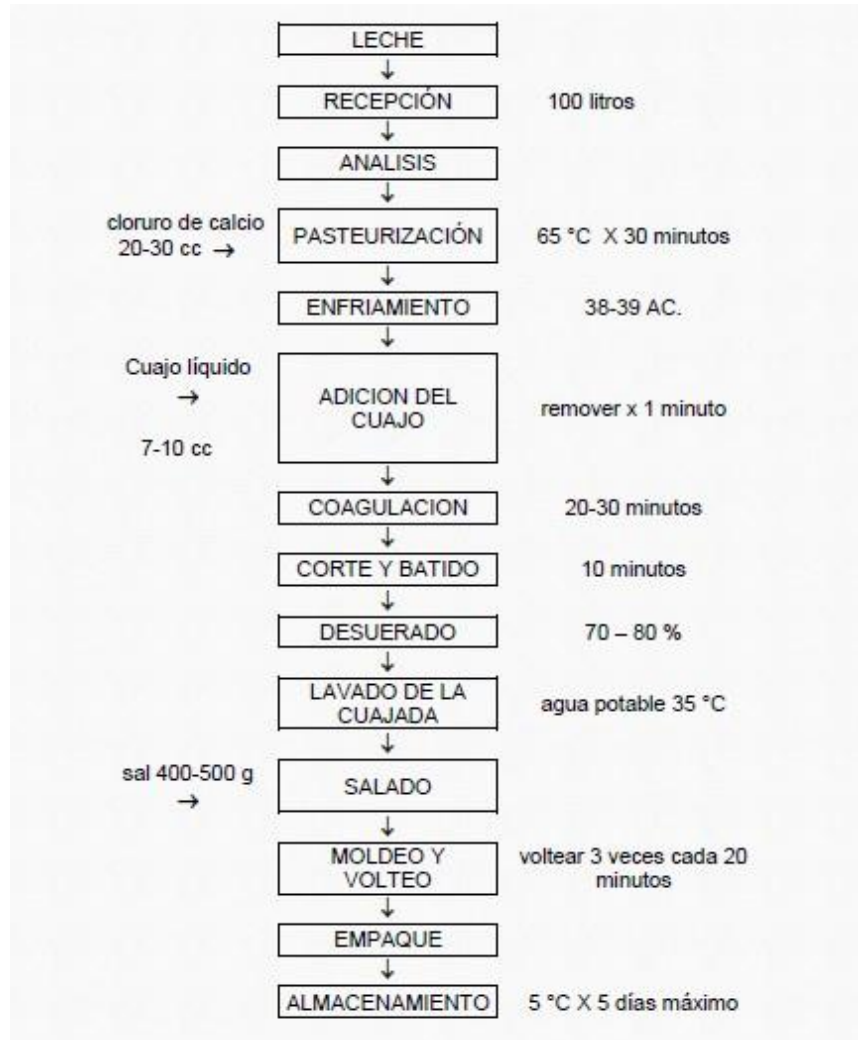 LECHE
↓
RECEPCIÓN 100 litros
↓
ANALISIS
↓
cloruro de calcio
20-30 cc → PASTEURIZACIÓN 65 °C X 30 minutos
↓
ENFRIAMIENTO 38-39 AC.
↓
Cuajo líquido
→
7-10 cc
ADICION DEL
CUAJO
remover x 1 minuto
↓
COAGULACION 20-30 minutos
↓
CORTE Y BATIDO 10 minutos
↓
DESUERADO 70 – 80 %
↓
LAVADO DE LA
CUAJADA
agua potable 35 °C
↓
sal 400-500 g
→
SALADO
↓
MOLDEO Y
VOLTEO
voltear 3 veces cada 20
minutos
↓
EMPAQUE
↓
ALMACENAMIENTO 5 °C X 5 días máximo